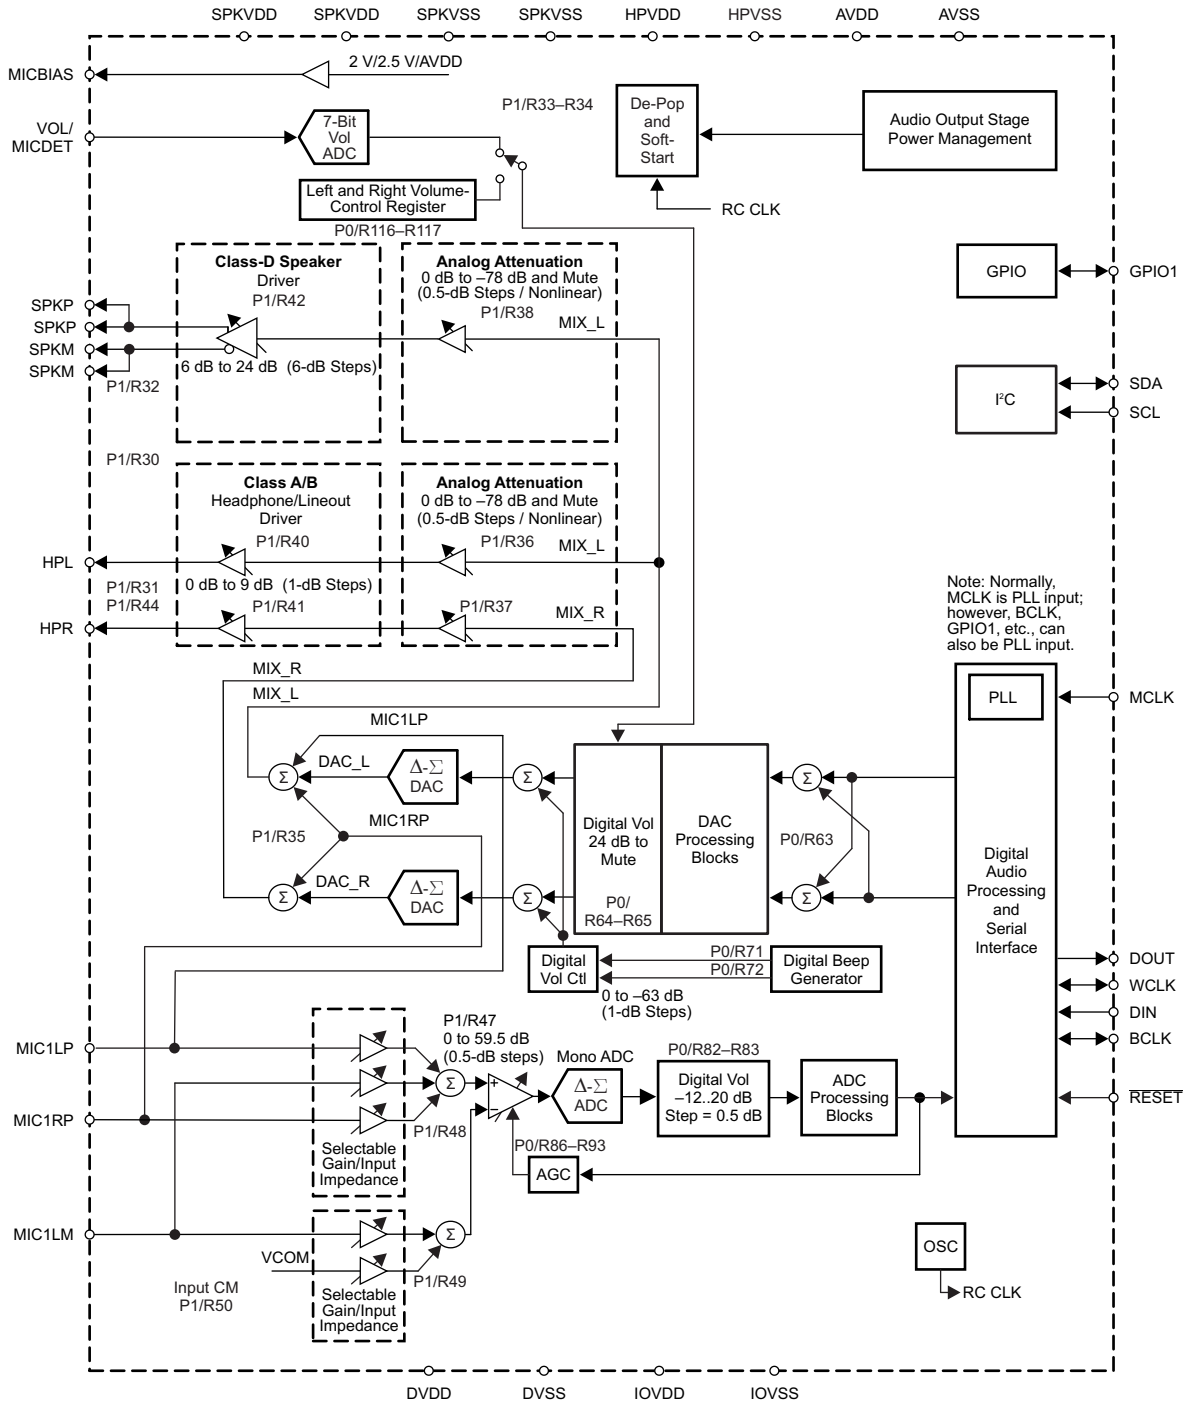 SPKVDD SPKVDD SPKVSS SPKVSS HPVDD HPVSS AVDD AVSS
MICBIAS
2 V/2.5 V/AVDD
VOL/
MICDET
7-Bit
Vol
ADC
P1/R33–R34
De-Pop
and
Soft-
Start
Audio Output Stage
Power Management
RC CLK
Left and Right Volume-
Control Register
P0/R116–R117
Class-D Speaker
Driver
P1/R42
6 dB to 24 dB (6-dB Steps)
Analog Attenuation
0 dB to –78 dB and Mute
(0.5-dB Steps / Nonlinear)
P1/R38
MIX_L
SPKP
SPKP
SPKM
SPKM
P1/R32
GPIO
GPIO1
I²C
SDA
SCL
P1/R30
Class A/B
Headphone/Lineout
Driver
P1/R40
0 dB to 9 dB (1-dB Steps)
P1/R41
Analog Attenuation
0 dB to –78 dB and Mute
(0.5-dB Steps / Nonlinear)
P1/R36
MIX_L
P1/R37
MIX_R
HPL
P1/R31
P1/R44
HPR
Note: Normally,
MCLK is PLL input;
however, BCLK,
GPIO1, etc., can
also be PLL input.
MIX_R
MIX_L
MIC1LP
PLL
MCLK
Σ
DAC_L
Δ-Σ
DAC
Σ
Digital Vol
24 dB to
Mute
P0/
R64–R65
DAC
Processing
Blocks
Σ
P0/R63
P1/R35
MIC1RP
Σ
DAC_R
Δ-Σ
DAC
Σ
Σ
Digital
Audio
Processing
and
Serial
Interface
Digital
Vol Ctl
P0/R71
P0/R72
Digital Beep
Generator
0 to –63 dB
(1-dB Steps)
DOUT
WCLK
DIN
BCLK
RESET
MIC1LP
MIC1RP
P1/R47
0 to 59.5 dB
(0.5-dB steps)
Σ
+
–
P1/R48
Selectable
Gain/Input
Impedance
Mono ADC
Δ-Σ
ADC
P0/R82–R83
Digital Vol
–12..20 dB
Step = 0.5 dB
ADC
Processing
Blocks
P0/R86–R93
AGC
MIC1LM
Σ
VCOM
P1/R49
Input CM
P1/R50
Selectable
Gain/Input
Impedance
OSC
RC CLK
DVDD DVSS IOVDD IOVSS